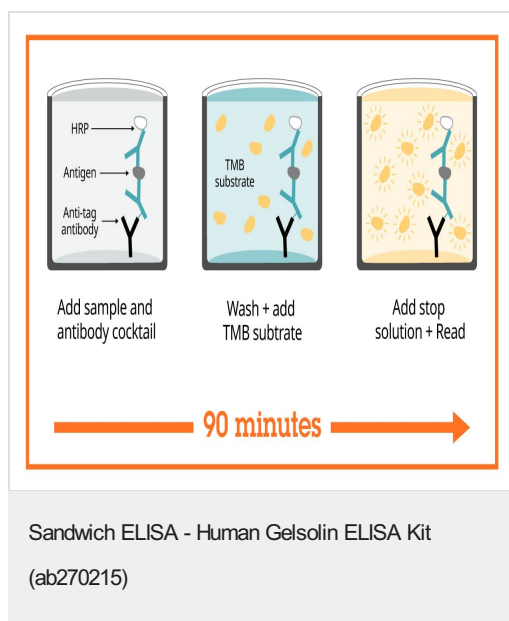 HRP
Antigen
Anti-tag
antibody
TMB
substrate
Add sample and
antibody cocktail
Wash + add
TMB subtrate
Add stop
solution + Read
90 minutes
Sandwich ELISA - Human Gelsolin ELISA Kit
(ab270215)